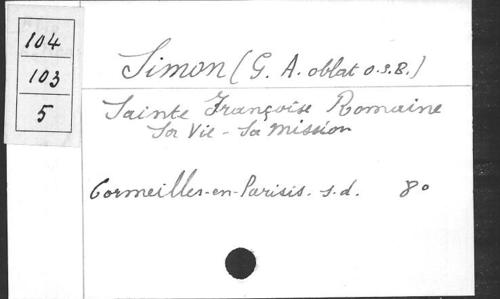 104
103
5
Simon (G. A. oblat o.s.B.)
Sainte Françoise Romaine
Sa Vie - Sa Mission
Cormeilles-en-Parisis. s.d. 8°